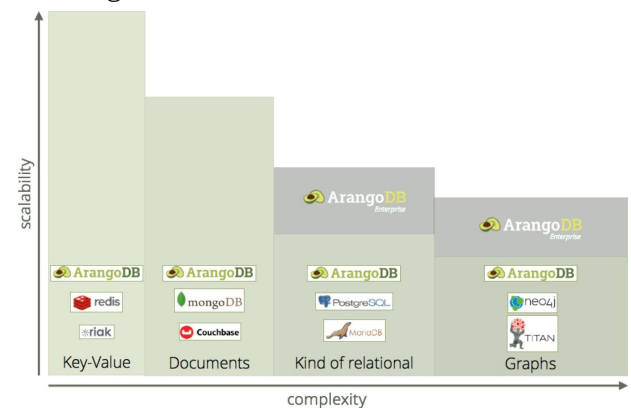 scalability
ArangoDB
Enterprise
ArangoDB
Enterprise
ArangoDB
ArangoDB
ArangoDB
ArangoDB
redis
mongoDB
PostgreSQL
neo4j
riak
Couchbase
MariaDB
TITAN
Key-Value
Documents
Kind of relational
Graphs
complexity